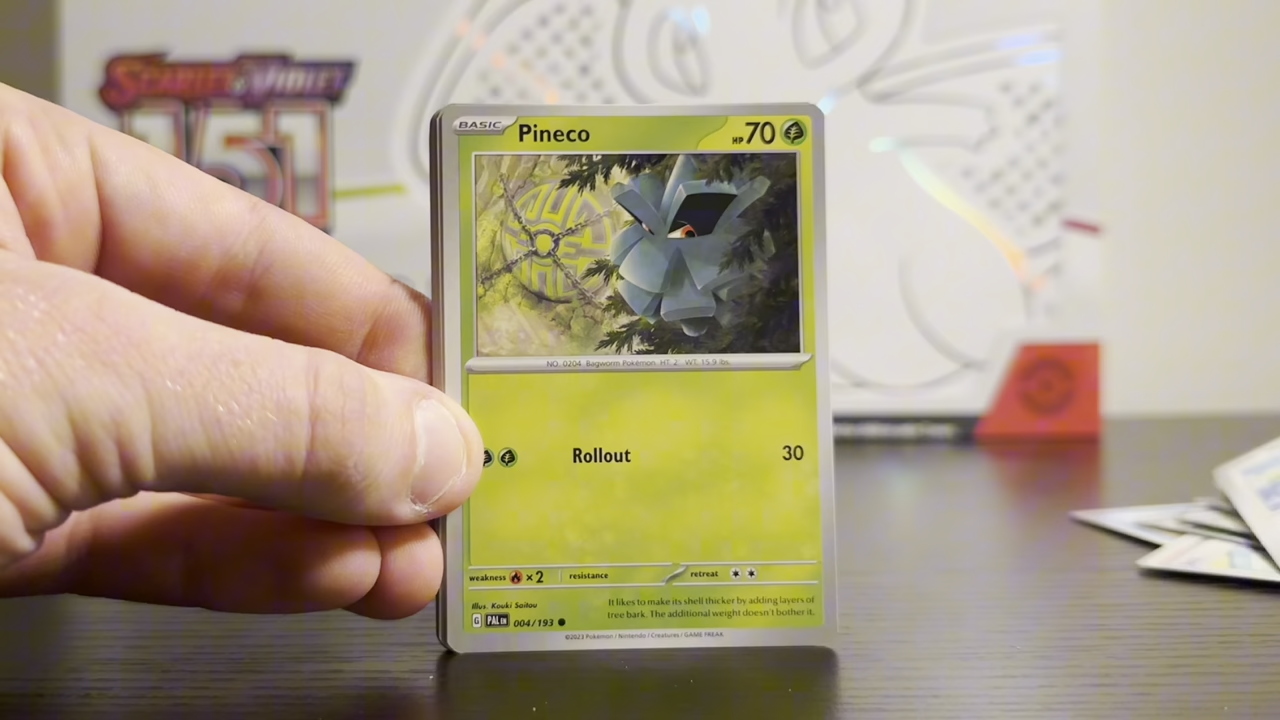 SCARLET & VIOLET
151
BASIC Pineco HP 70
NO. 0204 Bagworm Pokémon HT: 2 WT: 15.9 lbs.
Rollout 30
weakness ×2 resistance retreat
Illus. Kouki Saitou
It likes to make its shell thicker by adding layers of
tree bark. The additional weight doesn't bother it.
G PAL EN 004/193
©2023 Pokémon / Nintendo / Creatures / GAME FREAK